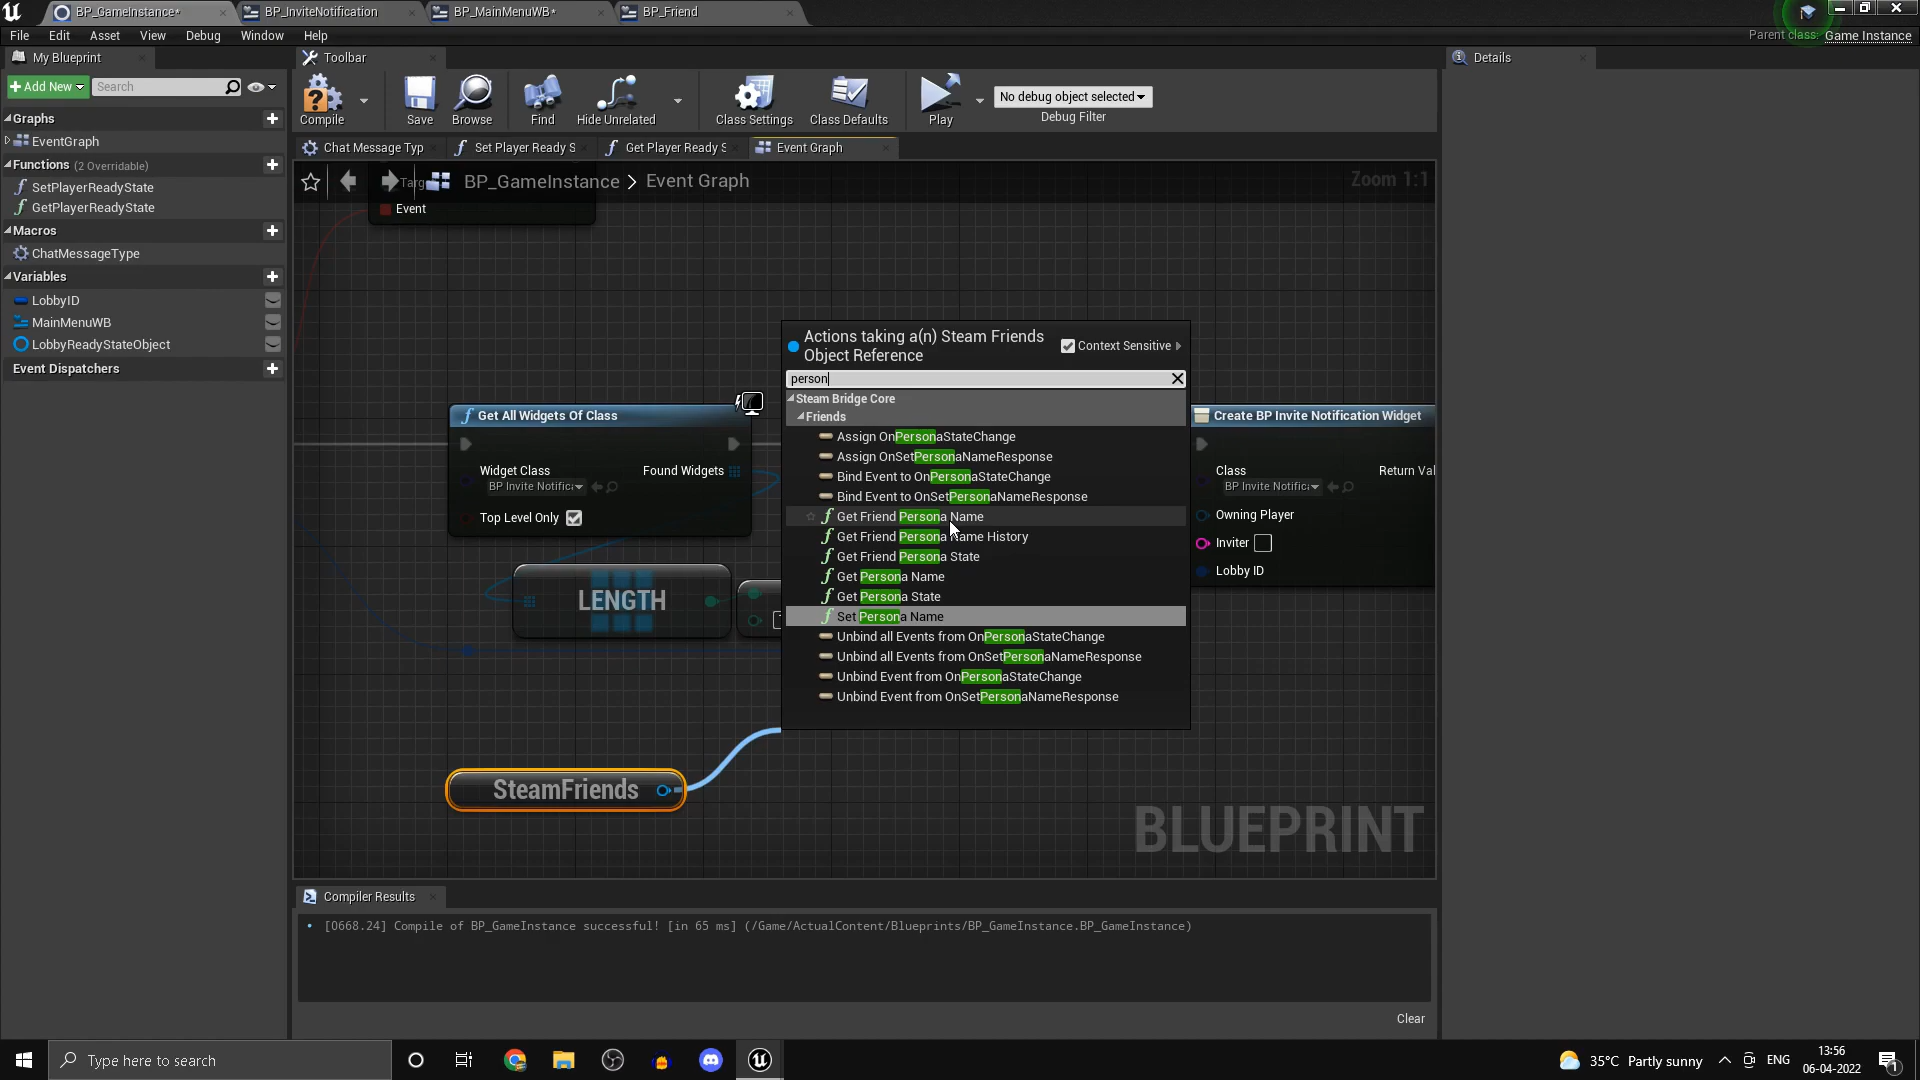 BP_GameInstance*
BP_InviteNotification
BP_MainMenuWB*
BP_Friend
File Edit Asset View Debug Window Help
Parent class: Game Instance
My Blueprint
Toolbar
Details
Add New
Search
Compile
Save
Browse
Find
Hide Unrelated
Class Settings
Class Defaults
Play
No debug object selected
Debug Filter
Graphs
EventGraph
Functions (2 Overridable)
SetPlayerReadyState
GetPlayerReadyState
Macros
ChatMessageType
Variables
LobbyID
MainMenuWB
LobbyReadyStateObject
Event Dispatchers
Chat Message Typ
Set Player Ready S
Get Player Ready S
Event Graph
BP_GameInstance > Event Graph
Zoom 1:1
Targ
Event
Get All Widgets Of Class
Widget Class
BP Invite Notific
Found Widgets
Top Level Only
LENGTH
SteamFriends
Actions taking a(n) Steam Friends
Object Reference
Context Sensitive
person
Steam Bridge Core
Friends
Assign OnPersonaStateChange
Assign OnSetPersonaNameResponse
Bind Event to OnPersonaStateChange
Bind Event to OnSetPersonaNameResponse
Get Friend Persona Name
Get Friend Persona Name History
Get Friend Persona State
Get Persona Name
Get Persona State
Set Persona Name
Unbind all Events from OnPersonaStateChange
Unbind all Events from OnSetPersonaNameResponse
Unbind Event from OnPersonaStateChange
Unbind Event from OnSetPersonaNameResponse
Create BP Invite Notification Widget
Class
BP Invite Notific
Return Val
Owning Player
Inviter
Lobby ID
BLUEPRINT
Compiler Results
[0668.24] Compile of BP_GameInstance successful! [in 65 ms] (/Game/ActualContent/Blueprints/BP_GameInstance.BP_GameInstance)
Clear
Type here to search
35°C Partly sunny
ENG
13:56
06-04-2022
1